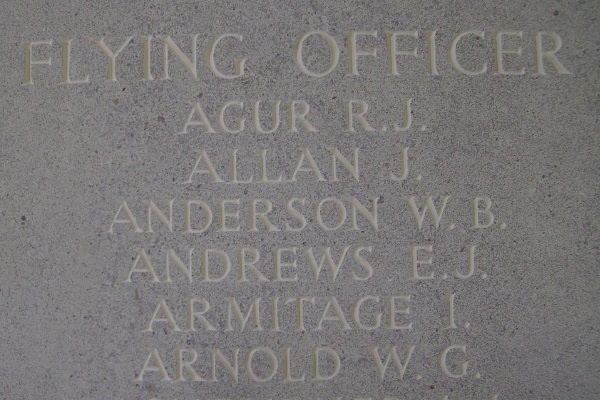 FLYING OFFICER
AGUR R.J.
ALLAN J.
ANDERSON W.B.
ANDREWS E.J.
ARMITAGE I.
ARNOLD W.G.